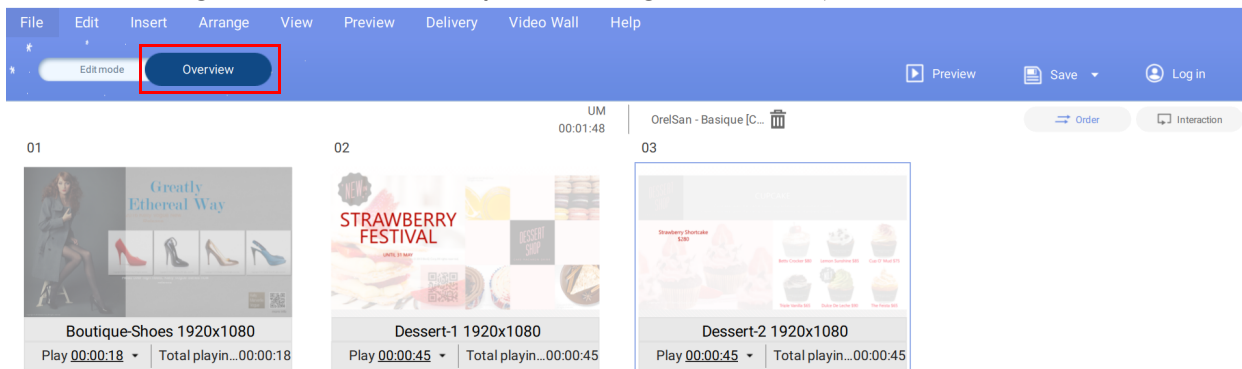 File Edit Insert Arrange View Preview Delivery Video Wall Help
Edit mode Overview Preview Save Log in
UM
00:01:48
OrelSan - Basique [C... Order Interaction
01 02 03
Greatly
Ethereal Way
NEW
STRAWBERRY
FESTIVAL
UNTIL 31 MAY
DESSERT
SHOP
Strawberry Shortcake
$280
Boutique-Shoes 1920x1080 Dessert-1 1920x1080 Dessert-2 1920x1080
Play 00:00:18 Total playin...00:00:18 Play 00:00:45 Total playin...00:00:45 Play 00:00:45 Total playin...00:00:45